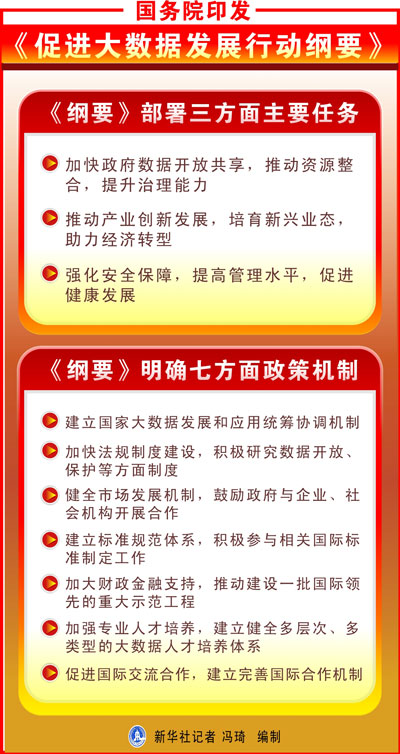 国务院印发
《促进大数据发展行动纲要》
《纲要》部署三方面主要任务
加快政府数据开放共享，推动资源整
合，提升治理能力
推动产业创新发展，培育新兴业态，
助力经济转型
强化安全保障，提高管理水平，促进
健康发展
《纲要》明确七方面政策机制
建立国家大数据发展和应用统筹协调机制
加快法规制度建设，积极研究数据开放、
保护等方面制度
健全市场发展机制，鼓励政府与企业、社
会机构开展合作
建立标准规范体系，积极参与相关国际标
准制定工作
加大财政金融支持，推动建设一批国际领
先的重大示范工程
加强专业人才培养，建立健全多层次、多
类型的大数据人才培养体系
促进国际交流合作，建立完善国际合作机制
新华社记者 冯琦 编制